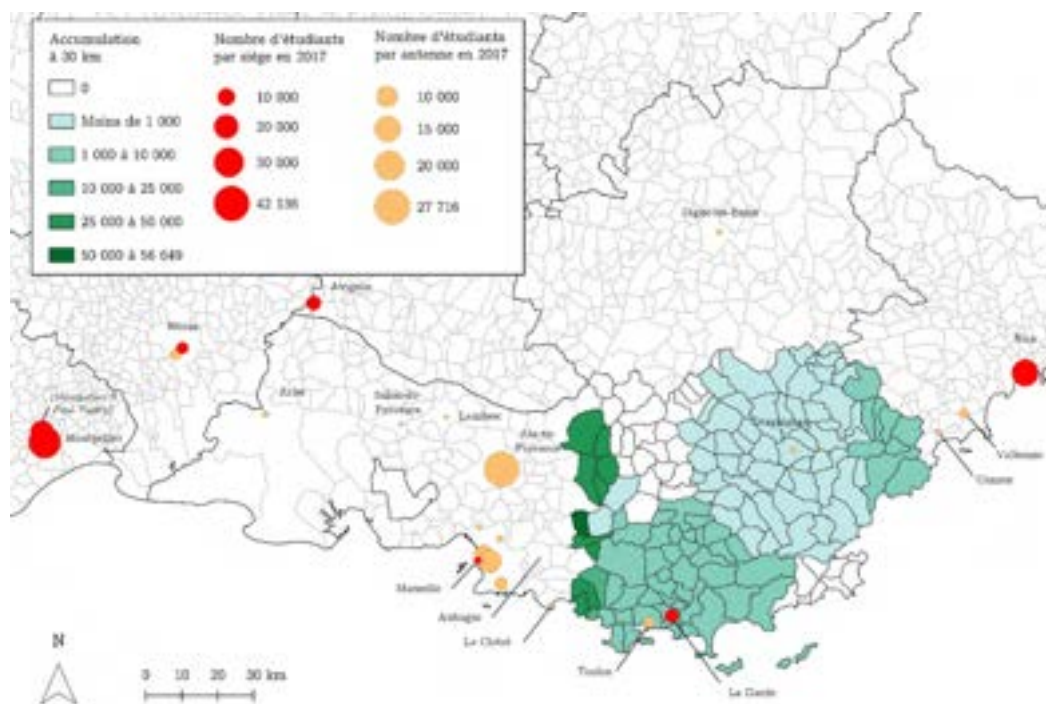 Accumulation
à 30 km
0
Moins de 1 000
1 000 à 10 000
10 000 à 25 000
25 000 à 50 000
50 000 à 56 649
Nombre d'étudiants
par siège en 2017
10 000
20 000
30 000
Nombre d'étudiants
par antenne en 2017
10 000
15 000
20 000
27 716
Digne-les-Bains
Avignon
Nîmes
Nice
Arles
Salon-de-
Provence
Lambesc
Montpellier
Aix-en-
Provence
Draguignan
Vallauris
Cannes
Marseille
Aubagne
La Ciotat
Toulon
La Garde
N
0 10 20 30 km